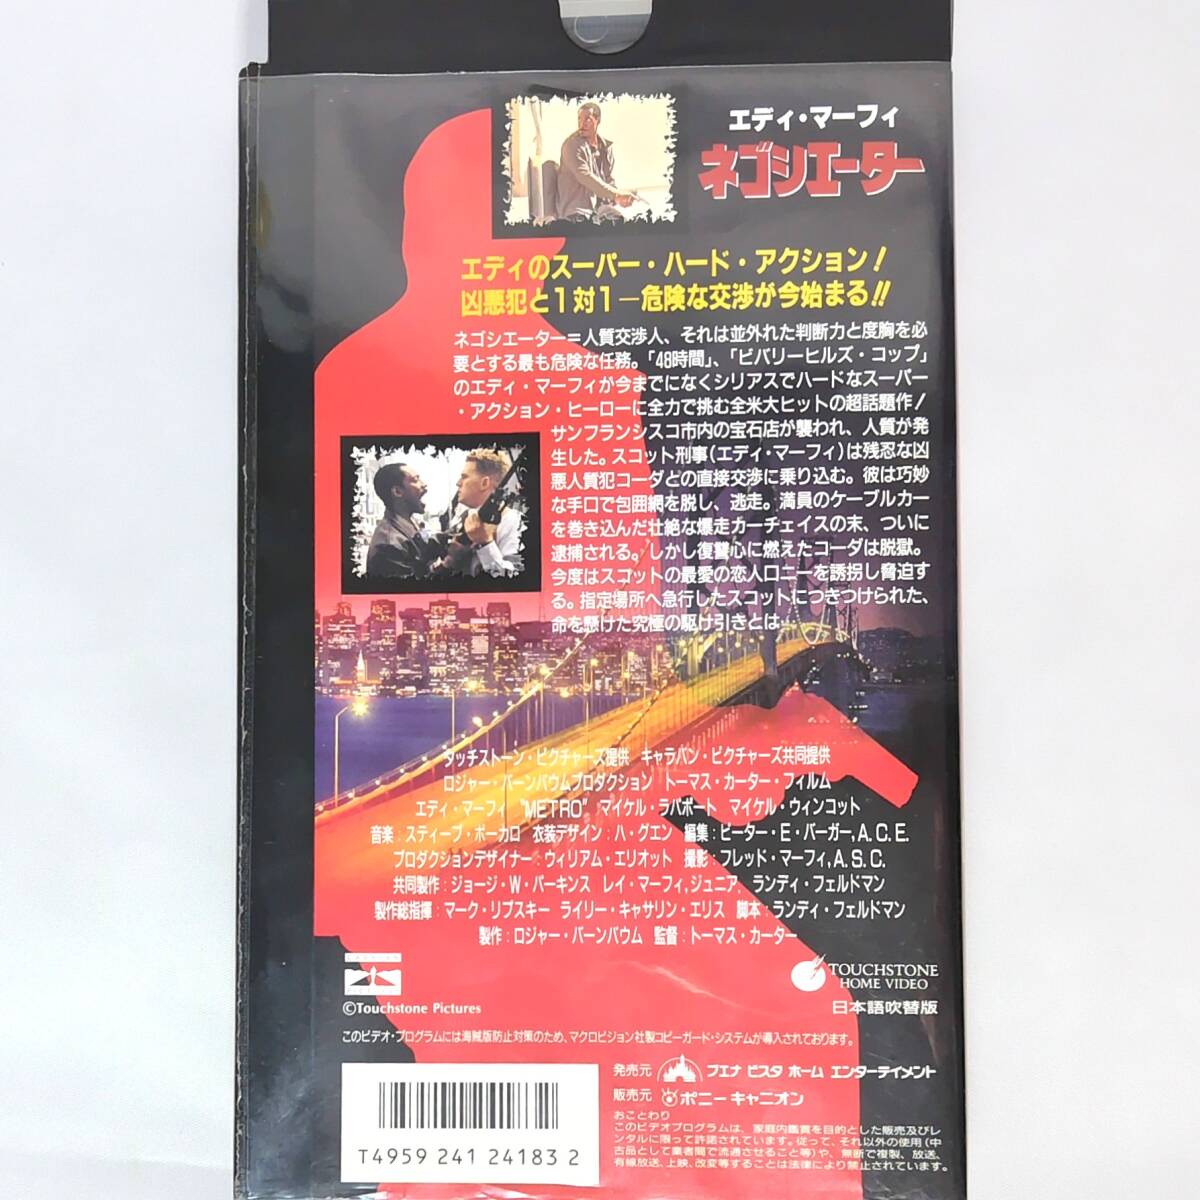 エディ・マーフィ
ネゴシエーター
エディのスーパー・ハード・アクション!
凶悪犯と1対1—危険な交渉が今始まる!!
ネゴシエーター=人質交渉人、それは並外れた判断力と度胸を必
要とする最も危険な任務。「48時間」、「ビバリーヒルズ・コップ」
のエディ・マーフィが今までになくシリアスでハードなスーパー
・アクション・ヒーローに全力で挑む全米大ヒットの超話題作!
サンフランシスコ市内の宝石店が襲われ、人質が発
生した。スコット刑事(エディ・マーフィ)は残忍な凶
悪人質犯コーダとの直接交渉に乗り込む。彼は巧妙
な手口で包囲網を脱し、逃走。満員のケーブルカー
を巻き込んだ壮絶な爆走カーチェイスの末、ついに
逮捕される。しかし復讐心に燃えたコーダは脱獄。
今度はスコットの最愛の恋人ロニーを誘拐し脅迫す
る。指定場所へ急行したスコットにつきつけられた、
命を懸けた究極の駆け引きとは—
タッチストーン・ピクチャーズ提供 キャラバン・ピクチャーズ共同提供
ロジャー・バーンバウムプロダクション トーマス・カーター・フィルム
エディ・マーフィ "METRO" マイケル・ラパポート マイケル・ウィンコット
音楽:スティーブ・ポーカロ 衣装デザイン:ハ・グエン 編集:ピーター・E・バーガー,A.C.E.
プロダクションデザイナー:ウィリアム・エリオット 撮影:フレッド・マーフィ,A.S.C.
共同製作:ジョージ・W・パーキンス レイ・マーフィ,ジュニア. ランディ・フェルドマン
製作総指揮:マーク・リプスキー ライリー・キャサリン・エリス 脚本:ランディ・フェルドマン
製作:ロジャー・バーンバウム 監督:トーマス・カーター
©Touchstone Pictures
TOUCHSTONE
HOME VIDEO
日本語吹替版
このビデオ・プログラムには海賊版防止対策のため、マクロビジョン社製コピーガード・システムが導入されております。
発売元 ブエナ ビスタ ホーム エンターテイメント
販売元 ポニー キャニオン
おことわり
このビデオプログラムは、家庭内鑑賞を目的とした販売及びレ
ンタルに限って許諾されています。従って、それ以外の使用(中
古品として業者間で流通させること等)や、無断で複製、放送、
有線放送、上映、改変等することは法律により禁止されています。
T4959 241 24183 2